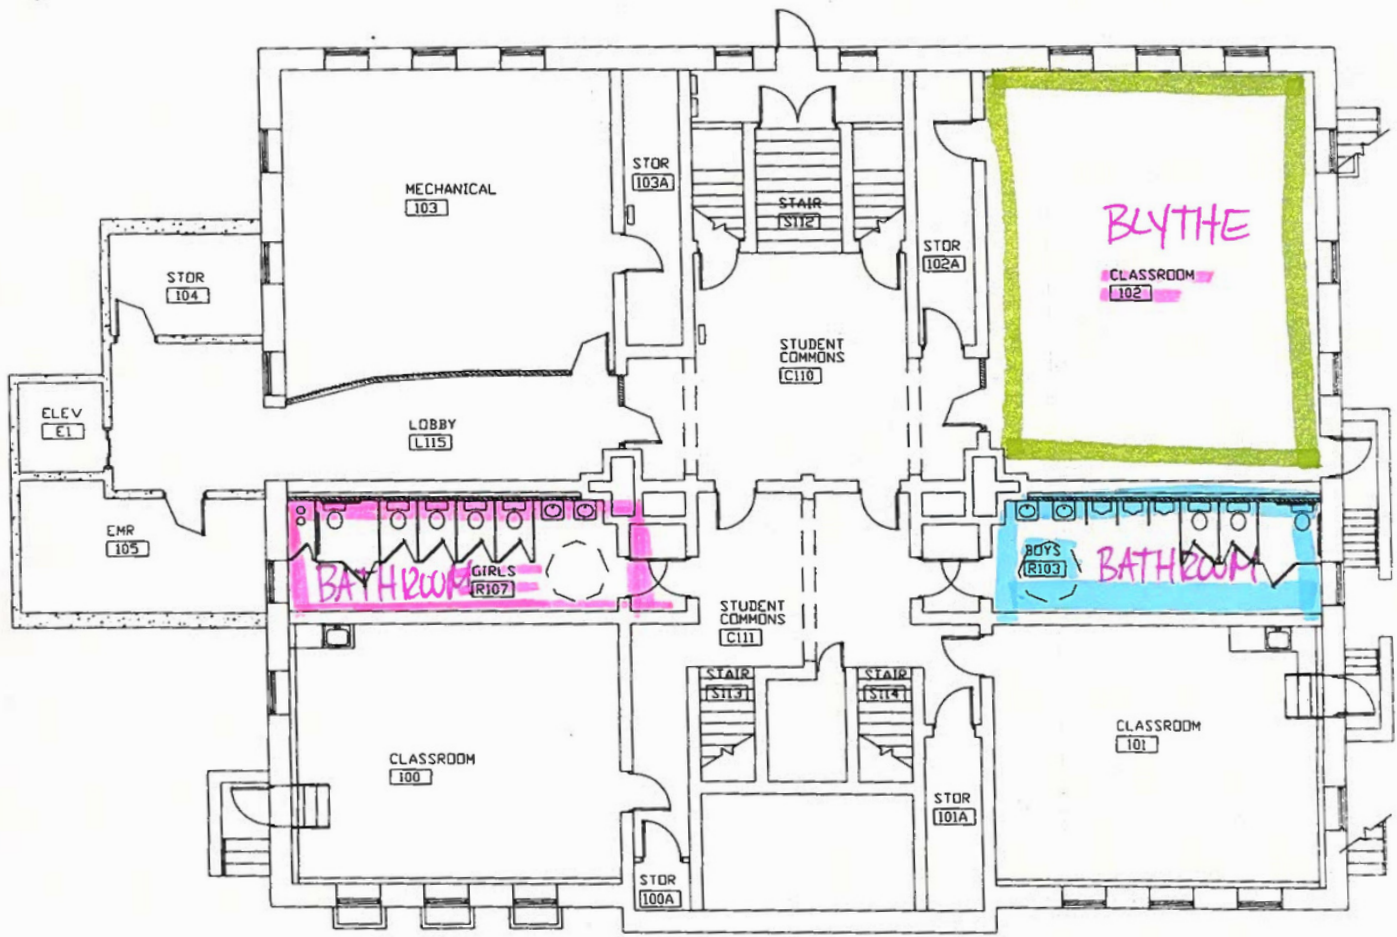 STOR
103A
MECHANICAL
103
STAIR
S112
BLYTHE
STOR
102A
CLASSROOM
102
STOR
104
STUDENT
COMMONS
C110
ELEV
E1
LOBBY
L115
EMR
105
BATHROOM
GIRLS
R107
BOYS
R103
BATHROOM
STUDENT
COMMONS
C111
STAIR
S113
STAIR
S114
CLASSROOM
100
CLASSROOM
101
STOR
101A
STOR
100A